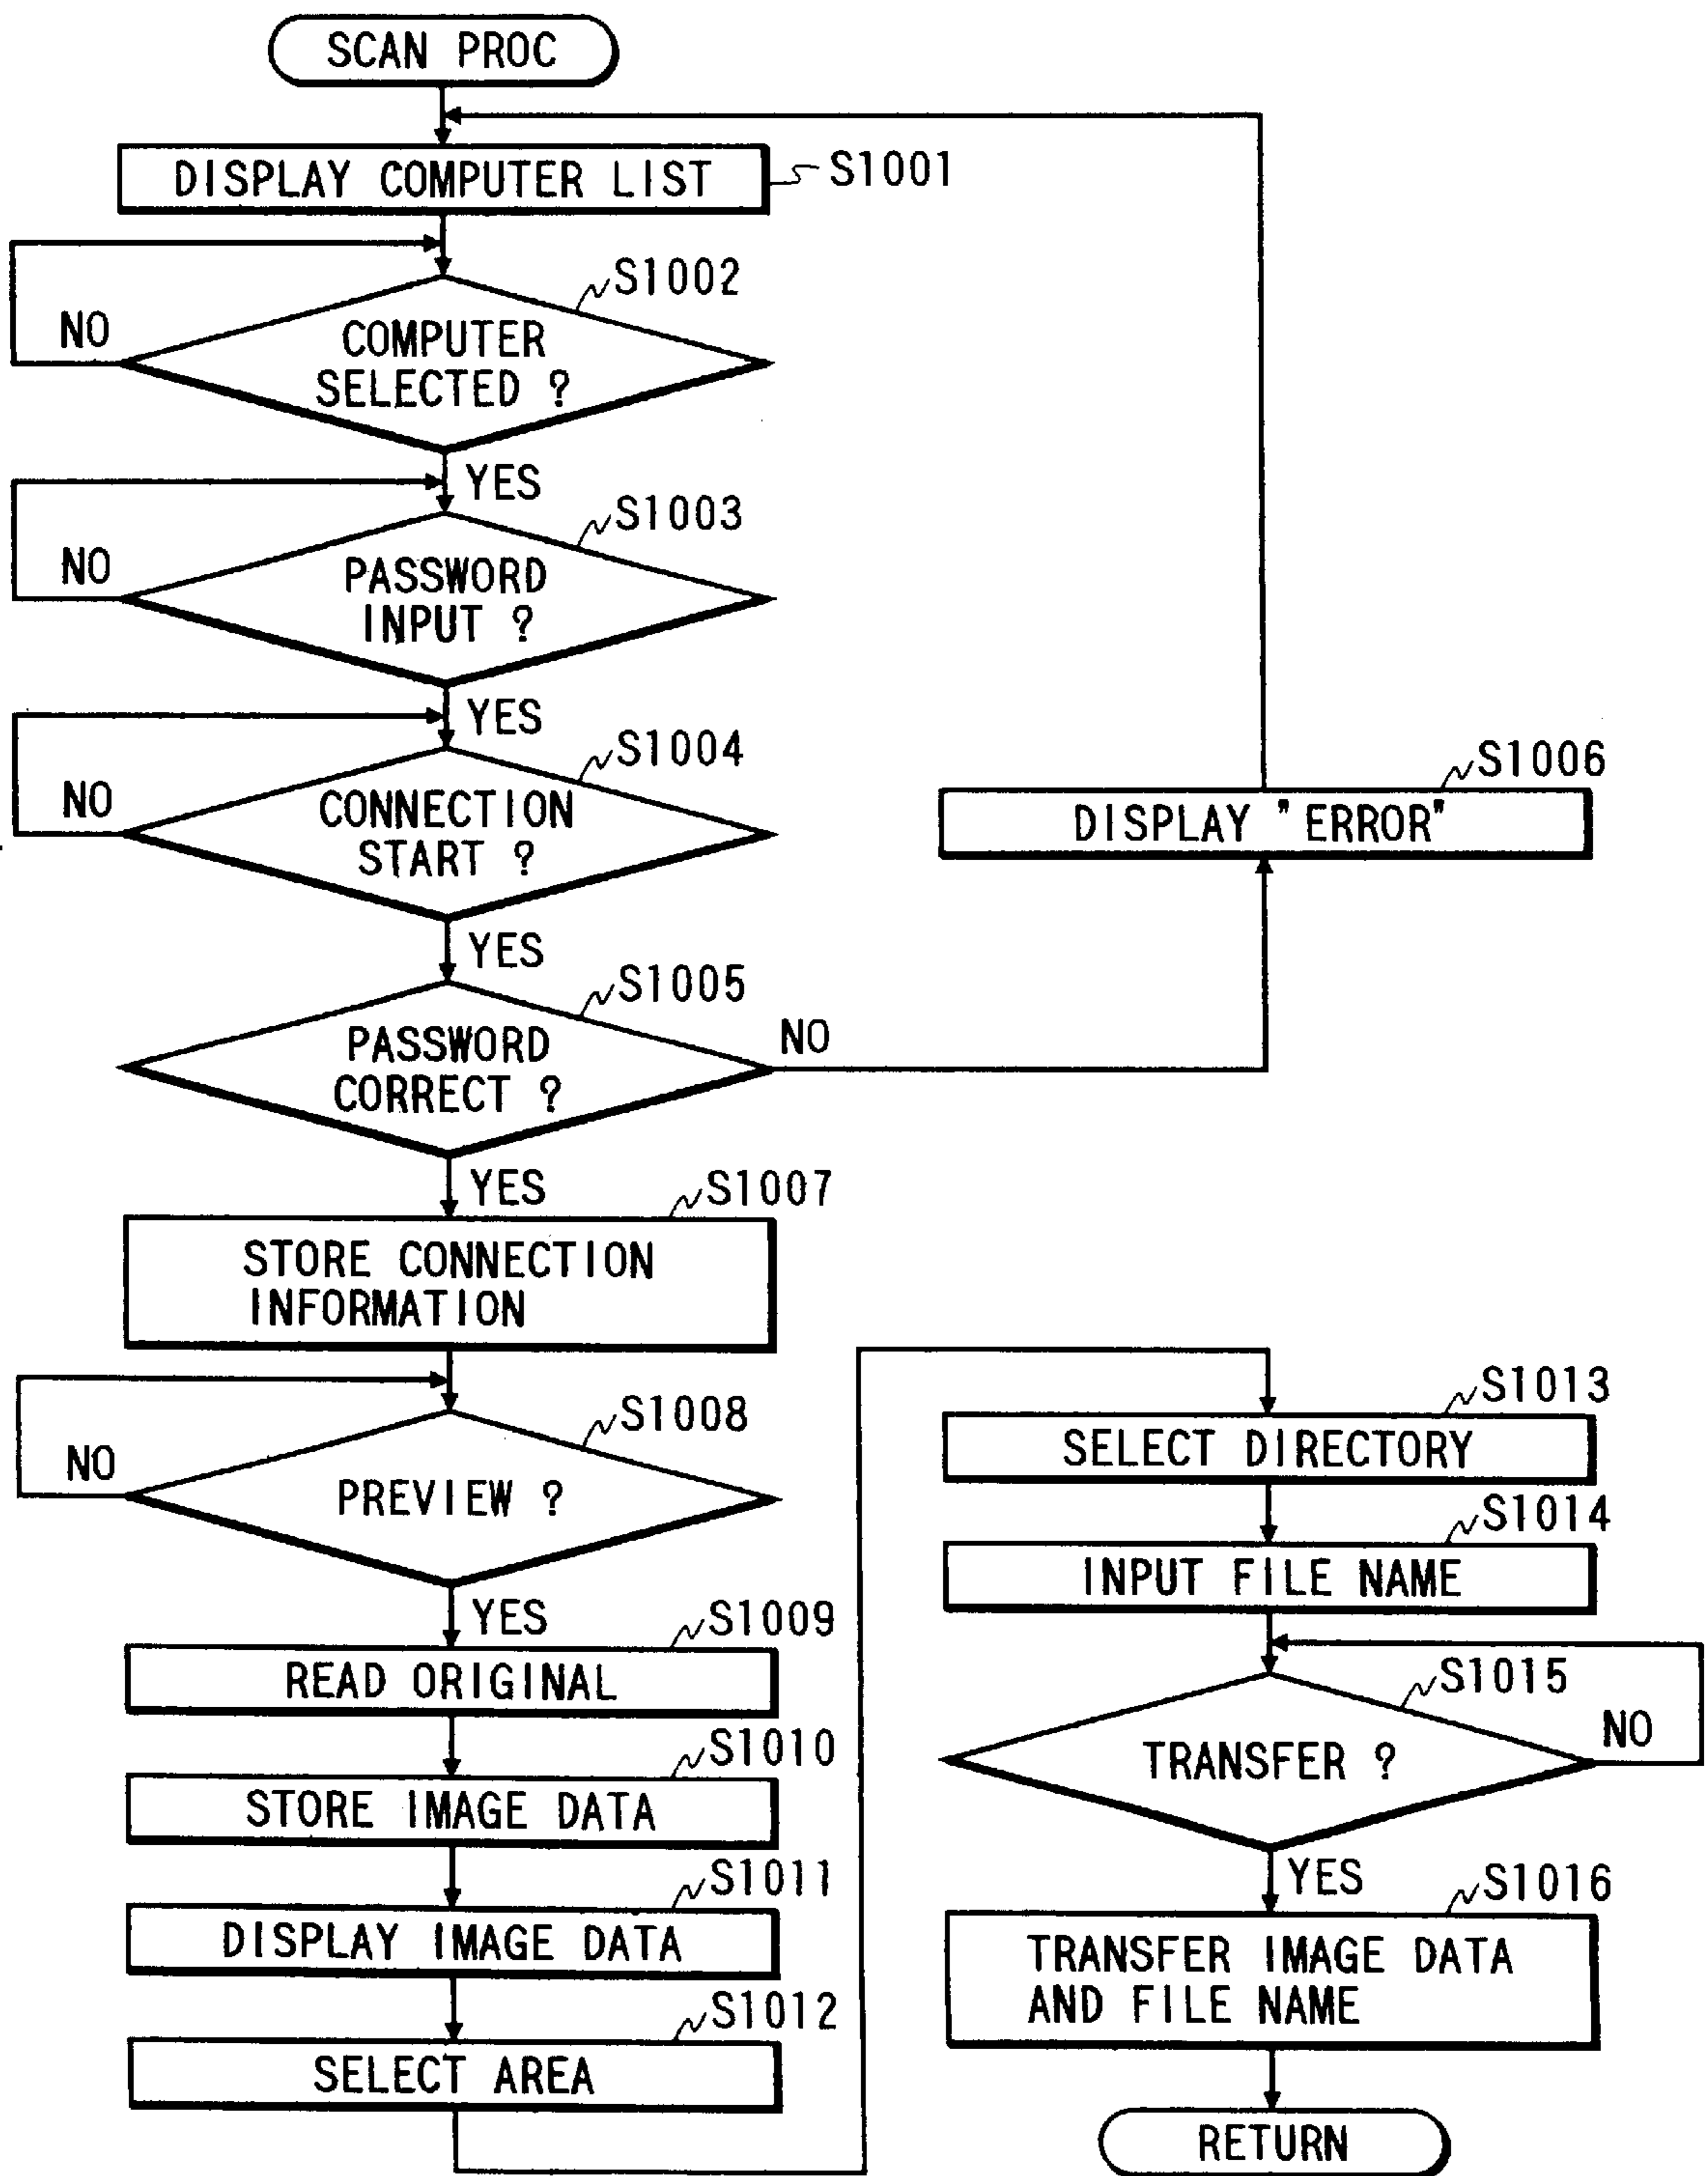 SCAN PROC
DISPLAY COMPUTER LIST
S1001
S1002
NO
COMPUTER
SELECTED ?
YES
S1003
NO
PASSWORD
INPUT ?
YES
S1004
NO
CONNECTION
START ?
S1006
DISPLAY "ERROR"
YES
S1005
PASSWORD
CORRECT ?
NO
YES
S1007
STORE CONNECTION
INFORMATION
S1008
NO
PREVIEW ?
YES
S1009
READ ORIGINAL
S1010
STORE IMAGE DATA
S1011
DISPLAY IMAGE DATA
S1012
SELECT AREA
S1013
SELECT DIRECTORY
S1014
INPUT FILE NAME
S1015
NO
TRANSFER ?
YES
S1016
TRANSFER IMAGE DATA
AND FILE NAME
RETURN